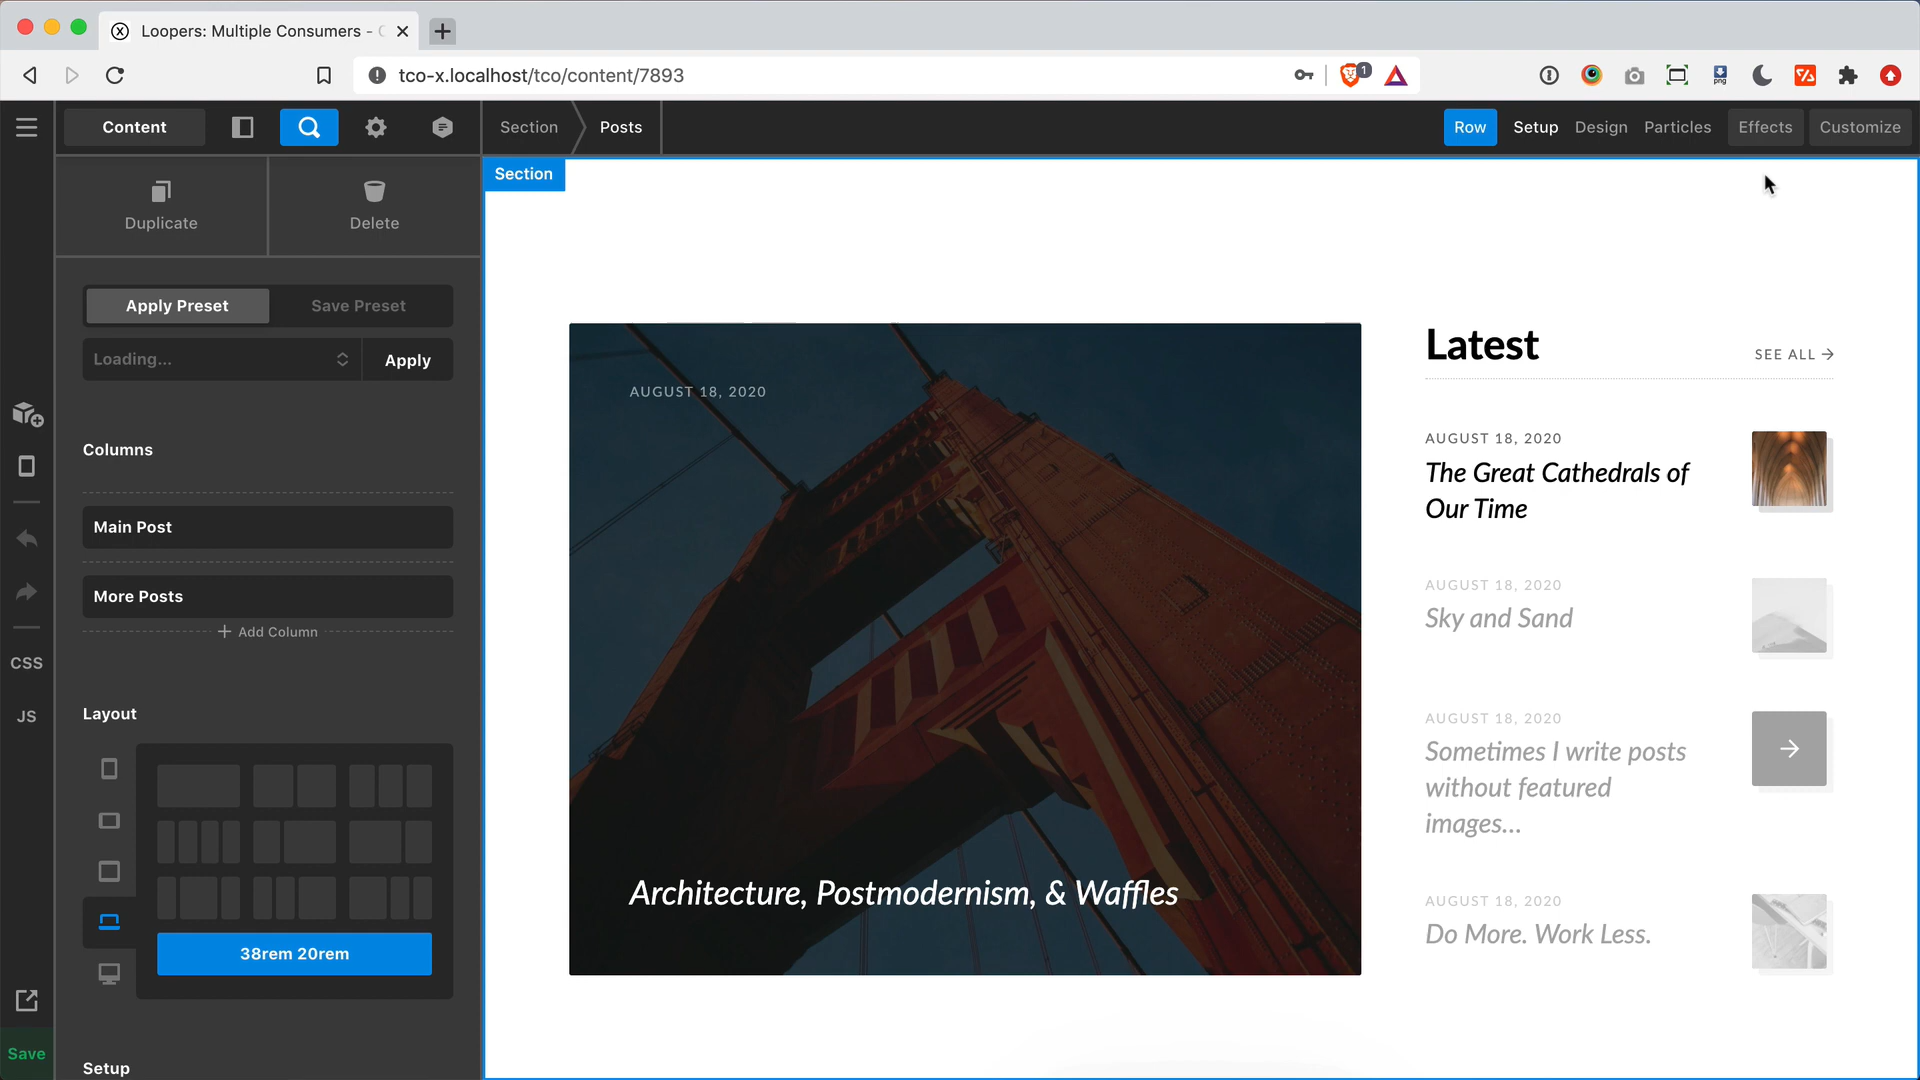 Loopers: Multiple Consumers -
tco-x.localhost/tco/content/7893
1
png
Content
Section
Posts
Row
Setup
Design
Particles
Effects
Customize
Duplicate
Delete
Section
Apply Preset
Save Preset
Loading...
Apply
Columns
Main Post
More Posts
Add Column
CSS
JS
Layout
38rem 20rem
Save
Setup
AUGUST 18, 2020
Architecture, Postmodernism, & Waffles
Latest
SEE ALL →
AUGUST 18, 2020
The Great Cathedrals of
Our Time
AUGUST 18, 2020
Sky and Sand
AUGUST 18, 2020
Sometimes I write posts
without featured
images…
AUGUST 18, 2020
Do More. Work Less.